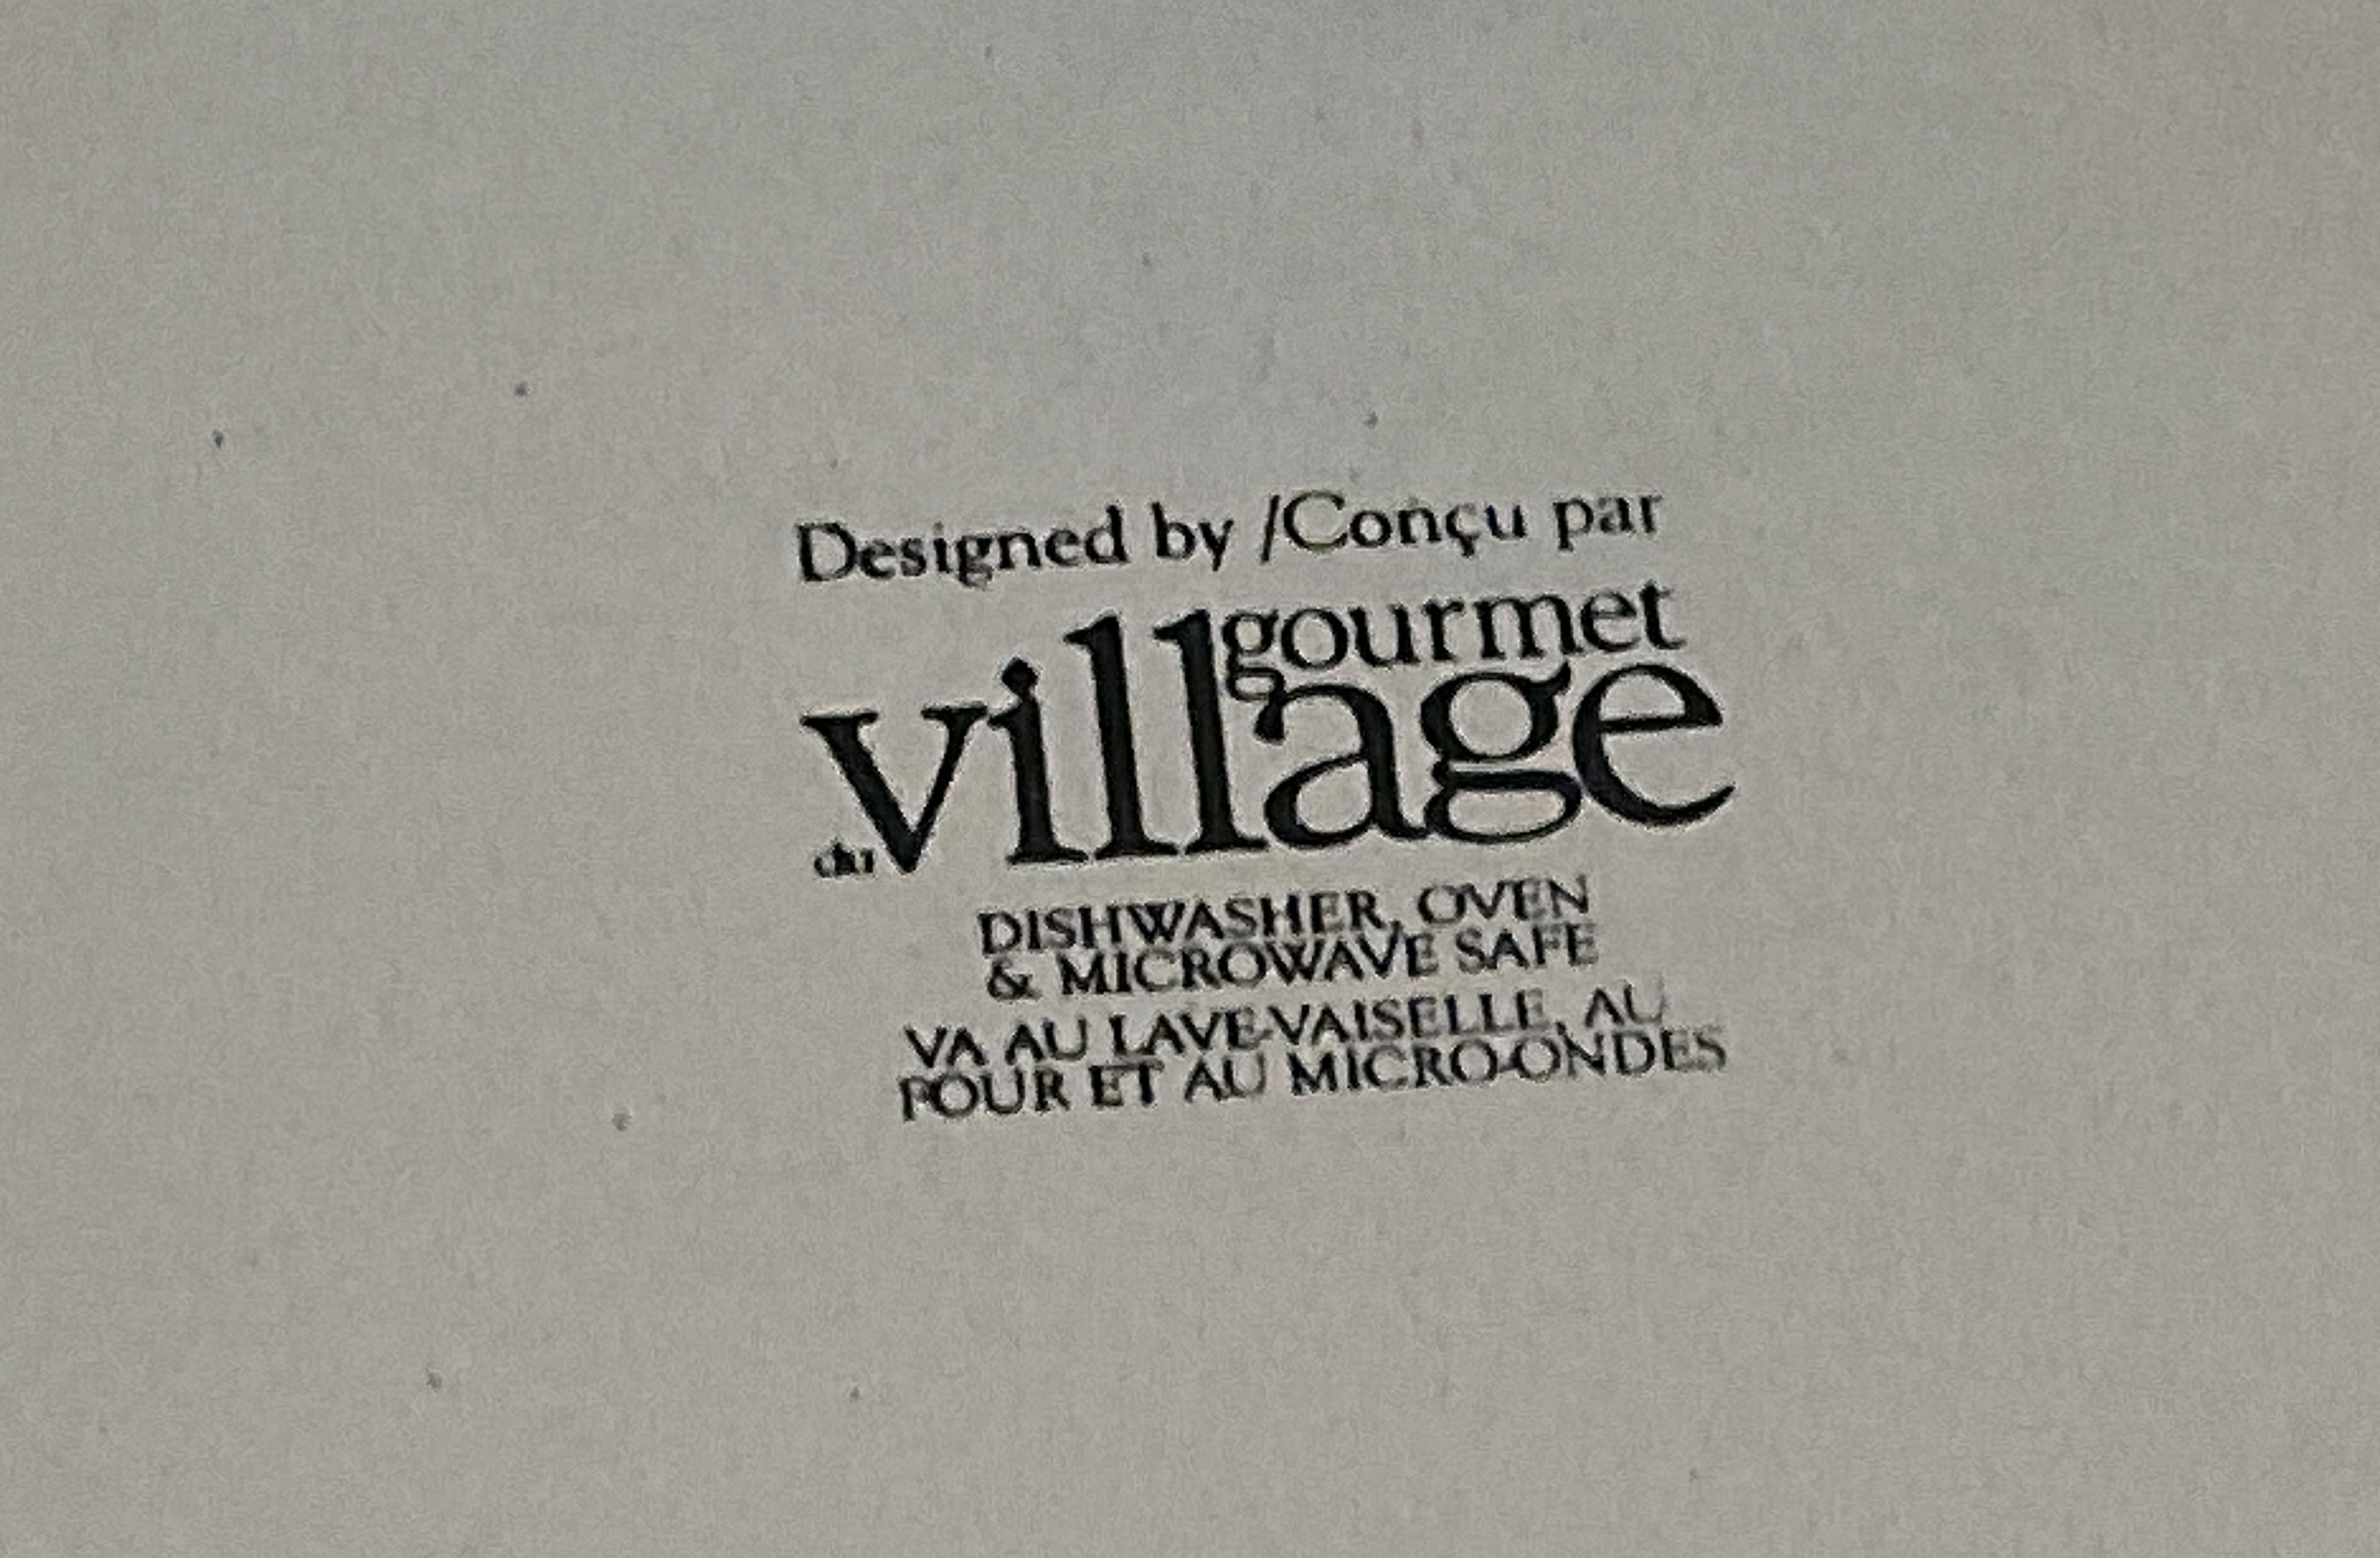 Designed by /Conçu par
gourmet
du village
DISHWASHER, OVEN
& MICROWAVE SAFE
VA AU LAVE-VAISELLE, AU
FOUR ET AU MICRO-ONDES